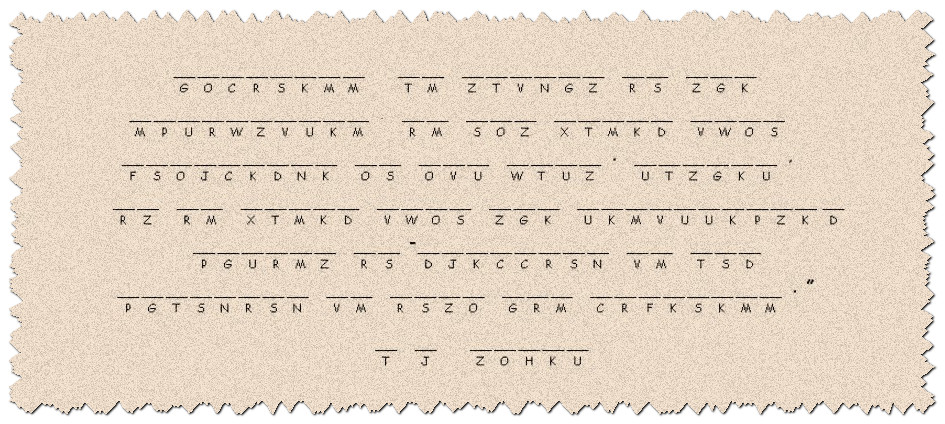 GOCRSKMM TM ZTVNGZ RS ZGK
MPURWZVUKM RM SOZ XTMKD VWOS
FSOJCKDNK OS OVU WTUZ. UTZGKU,
RZ RM XTMKD VWOS ZGK UKMVUUKPZKD
PGURMZ RS-DJKCCRSN VM TSD
PGTSNRSN VM RSZO GRM CRFKSKMM."
T J ZOHKU